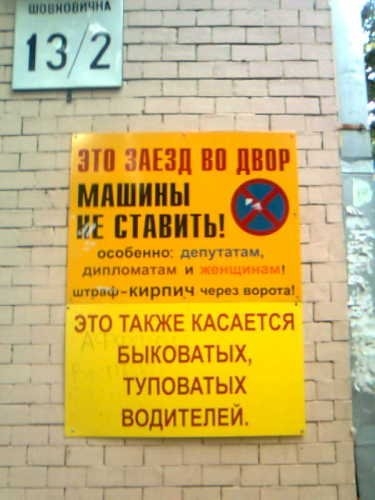 ШОВКОВИЧНА
13/2
ЭТО ЗАЕЗД ВО ДВОР
МАШИНЫ
НЕ СТАВИТЬ!
особенно: депутатам,
дипломатам и женщинам!
штраф-кирпич через ворота!
ЭТО ТАКЖЕ КАСАЕТСЯ
БЫКОВАТЫХ,
ТУПОВАТЫХ
ВОДИТЕЛЕЙ.